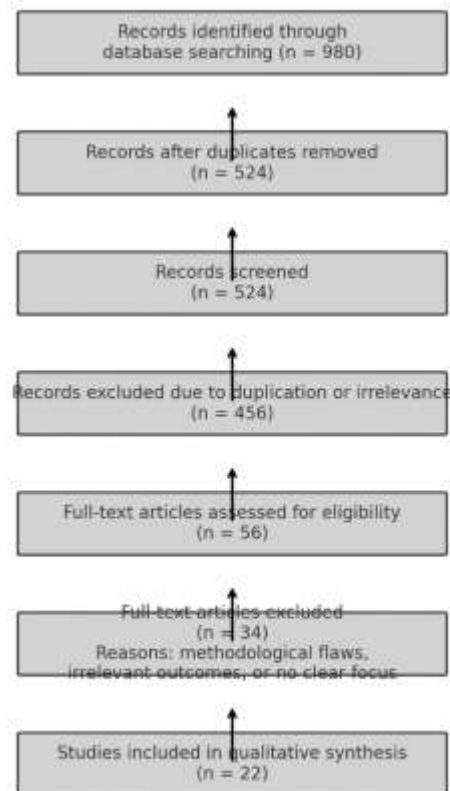 Records identified through
database searching (n = 980)
Records after duplicates removed
(n = 524)
Records screened
(n = 524)
Records excluded due to duplication or irrelevance
(n = 456)
Full-text articles assessed for eligibility
(n = 56)
Full-text articles excluded
(n = 34)
Reasons: methodological flaws,
irrelevant outcomes, or no clear focus
Studies included in qualitative synthesis
(n = 22)